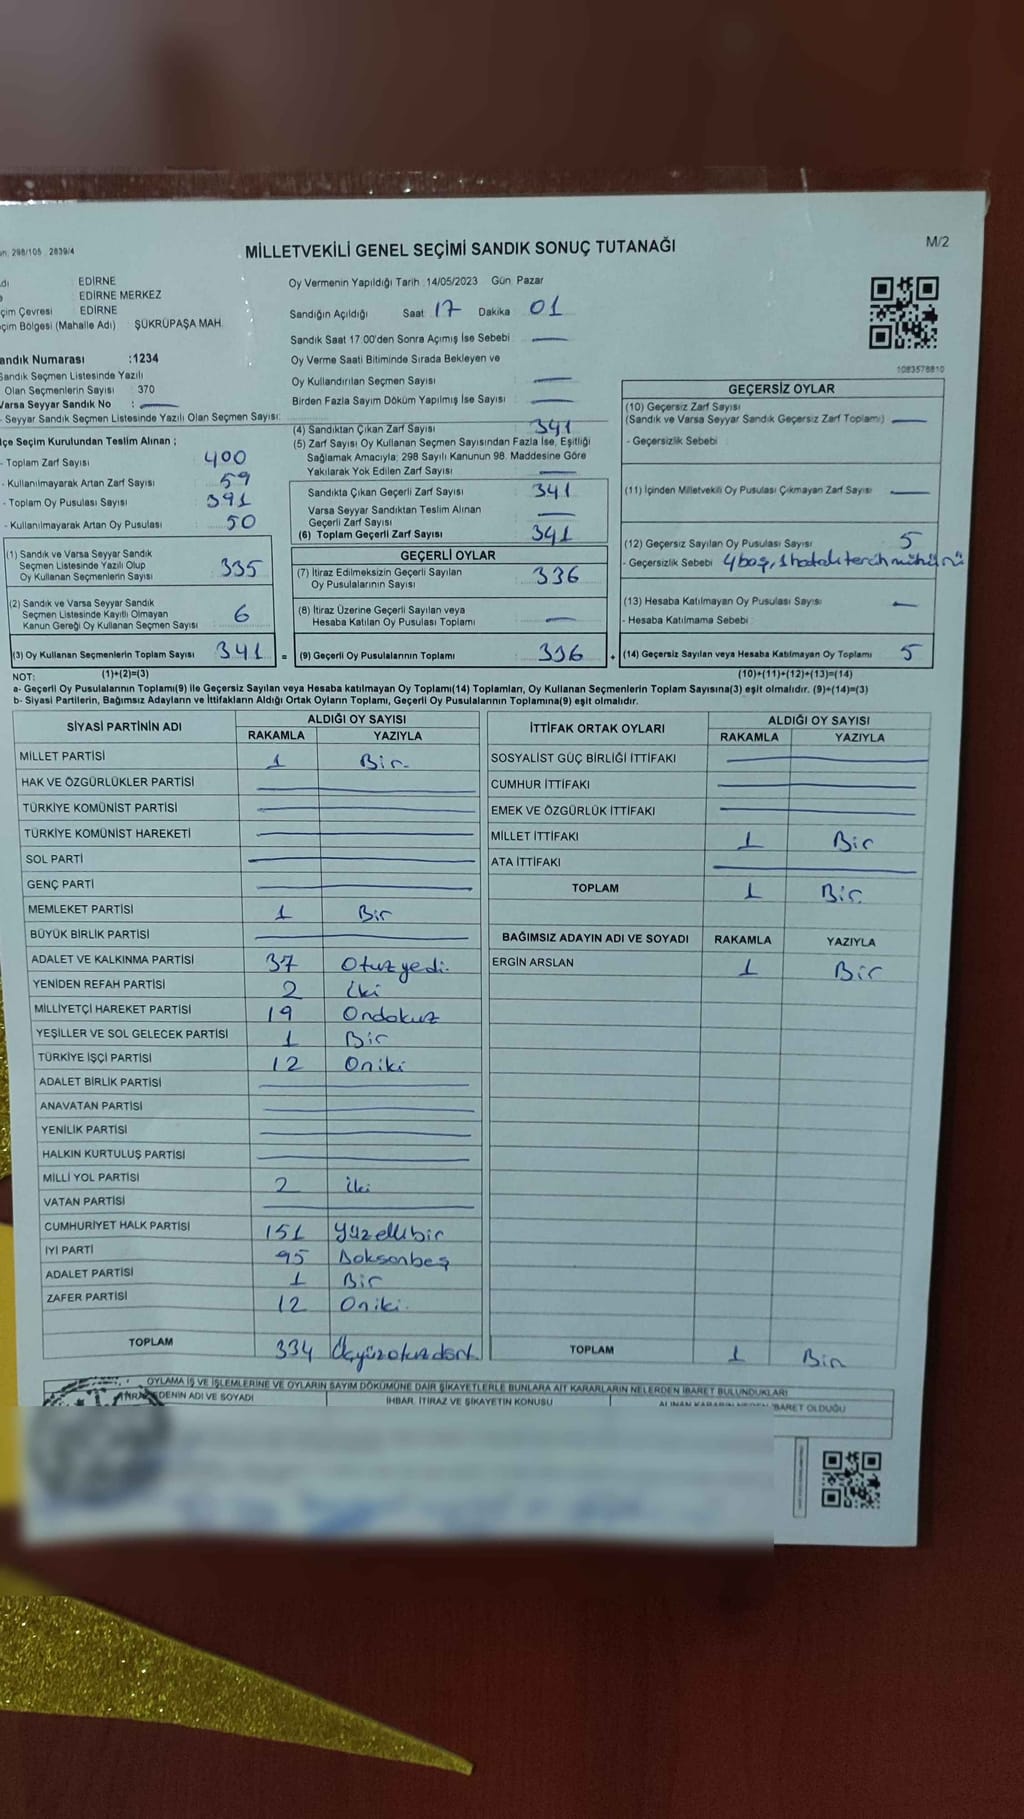 298/105 2839/4
MİLLETVEKİLİ GENEL SEÇİMİ SANDIK SONUÇ TUTANAĞI
M/2
EDİRNE
EDİRNE MERKEZ
çim Çevresi EDİRNE
çim Bölgesi (Mahalle Adı) ŞÜKRÜPAŞA MAH.
andık Numarası :1234
Sandık Seçmen Listesinde Yazılı
Olan Seçmenlerin Sayısı : 370
Varsa Seyyar Sandık No : —
- Seyyar Sandık Seçmen Listesinde Yazılı Olan Seçmen Sayısı:
lçe Seçim Kurulundan Teslim Alınan ;
- Toplam Zarf Sayısı 400
- Kullanılmayarak Artan Zarf Sayısı 59
- Toplam Oy Pusulası Sayısı 391
- Kullanılmayarak Artan Oy Pusulası 50
(1) Sandık ve Varsa Seyyar Sandık
Seçmen Listesinde Yazılı Olup
Oy Kullanan Seçmenlerin Sayısı 335
(2) Sandık ve Varsa Seyyar Sandık
Seçmen Listesinde Kayıtlı Olmayan
Kanun Gereği Oy Kullanan Seçmen Sayısı 6
(3) Oy Kullanan Seçmenlerin Toplam Sayısı 341 =
Oy Vermenin Yapıldığı Tarih : 14/05/2023 Gün Pazar
Sandığın Açıldığı Saat 17 Dakika 01
Sandık Saat 17:00'den Sonra Açımış İse Sebebi —
Oy Verme Saati Bitiminde Sırada Bekleyen ve
Oy Kullandırılan Seçmen Sayısı —
Birden Fazla Sayım Döküm Yapılmış İse Sayısı —
(4) Sandıktan Çıkan Zarf Sayısı 341
(5) Zarf Sayısı Oy Kullanan Seçmen Sayısından Fazla İse, Eşitliği
Sağlamak Amacıyla, 298 Sayılı Kanunun 98. Maddesine Göre
Yakılarak Yok Edilen Zarf Sayısı —
Sandıkta Çıkan Geçerli Zarf Sayısı 341
Varsa Seyyar Sandıktan Teslim Alınan
Geçerli Zarf Sayısı —
(6) Toplam Geçerli Zarf Sayısı 341
GEÇERLİ OYLAR
(7) İtiraz Edilmeksizin Geçerli Sayılan
Oy Pusulalarının Sayısı 336
(8) İtiraz Üzerine Geçerli Sayılan veya
Hesaba Katılan Oy Pusulası Toplamı —
(9) Geçerli Oy Pusulalarının Toplamı 336 +
1083578810
GEÇERSİZ OYLAR
(10) Geçersiz Zarf Sayısı
(Sandık ve Varsa Seyyar Sandık Geçersiz Zarf Toplamı) —
- Geçersizlik Sebebi
(11) İçinden Milletvekili Oy Pusulası Çıkmayan Zarf Sayısı —
(12) Geçersiz Sayılan Oy Pusulası Sayısı 5
- Geçersizlik Sebebi 4 boş, 1 hatalı tercih mühürü
(13) Hesaba Katılmayan Oy Pusulası Sayısı —
- Hesaba Katılmama Sebebi
(14) Geçersiz Sayılan veya Hesaba Katılmayan Oy Toplamı 5
NOT: (1)+(2)=(3) (10)+(11)+(12)+(13)=(14)
a- Geçerli Oy Pusulalarının Toplamı(9) ile Geçersiz Sayılan veya Hesaba katılmayan Oy Toplamı(14) Toplamları, Oy Kullanan Seçmenlerin Toplam Sayısına(3) eşit olmalıdır. (9)+(14)=(3)
b- Siyasi Partilerin, Bağımsız Adayların ve İttifakların Aldığı Ortak Oyların Toplamı, Geçerli Oy Pusulalarının Toplamına(9) eşit olmalıdır.
SİYASİ PARTİNİN ADI ALDIĞI OY SAYISI
RAKAMLA YAZIYLA
MİLLET PARTİSİ 1 Bir
HAK VE ÖZGÜRLÜKLER PARTİSİ —
TÜRKİYE KOMÜNİST PARTİSİ —
TÜRKİYE KOMÜNİST HAREKETİ —
SOL PARTİ —
GENÇ PARTİ —
MEMLEKET PARTİSİ 1 Bir
BÜYÜK BİRLİK PARTİSİ —
ADALET VE KALKINMA PARTİSİ 37 Otuzyedi
YENİDEN REFAH PARTİSİ 2 İki
MİLLİYETÇİ HAREKET PARTİSİ 19 Ondokuz
YEŞİLLER VE SOL GELECEK PARTİSİ 1 Bir
TÜRKİYE İŞÇİ PARTİSİ 12 Oniki
ADALET BİRLİK PARTİSİ —
ANAVATAN PARTİSİ —
YENİLİK PARTİSİ —
HALKIN KURTULUŞ PARTİSİ —
MİLLİ YOL PARTİSİ 2 iki
VATAN PARTİSİ —
CUMHURİYET HALK PARTİSİ 151 Yüzellibir
İYİ PARTİ 95 Doksanbeş
ADALET PARTİSİ 1 Bir
ZAFER PARTİSİ 12 Oniki
TOPLAM 334 Üçyüzotuzdört
İTTİFAK ORTAK OYLARI ALDIĞI OY SAYISI
RAKAMLA YAZIYLA
SOSYALİST GÜÇ BİRLİĞİ İTTİFAKI —
CUMHUR İTTİFAKI —
EMEK VE ÖZGÜRLÜK İTTİFAKI —
MİLLET İTTİFAKI 1 Bir
ATA İTTİFAKI —
TOPLAM 1 Bir
BAĞIMSIZ ADAYIN ADI VE SOYADI RAKAMLA YAZIYLA
ERGİN ARSLAN 1 Bir
TOPLAM 1 Bir
OYLAMA İŞ VE İŞLEMLERİNE VE OYLARIN SAYIM DÖKÜMÜNE DAİR ŞİKAYETLERLE BUNLARA AİT KARARLARIN NELERDEN İBARET BULUNDUKLARI
EDENİN ADI VE SOYADI İHBAR, İTİRAZ VE ŞİKAYETİN KONUSU İBARET OLDUĞU